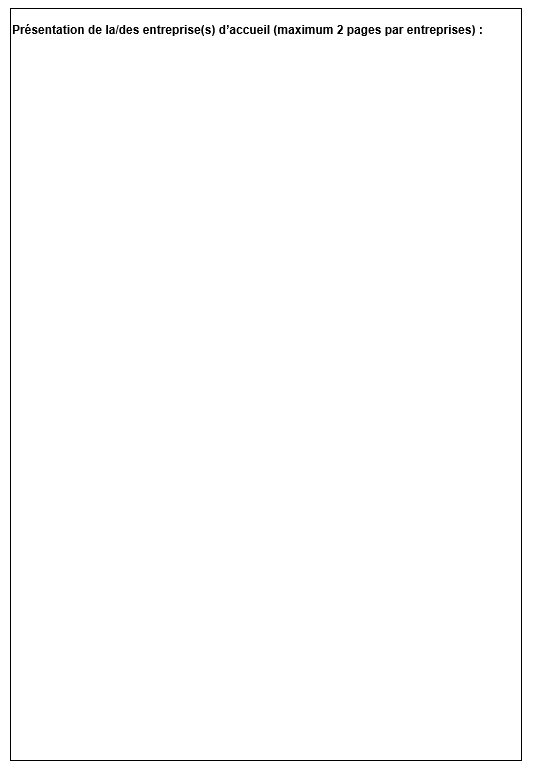 Présentation de la/des entreprise(s) d’accueil (maximum 2 pages par entreprises) :